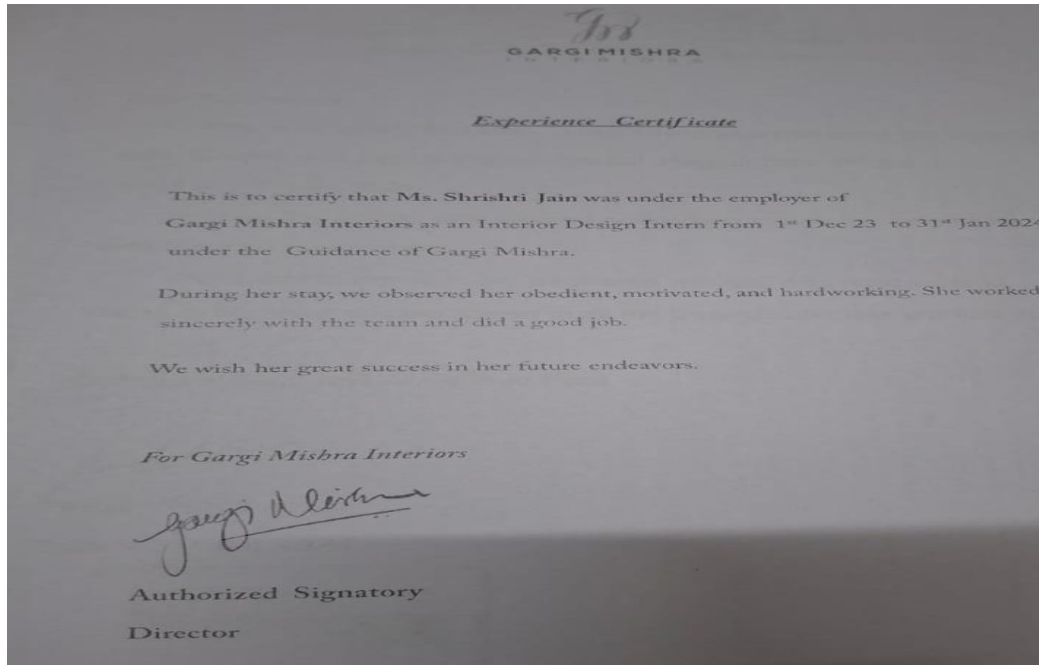 GARGI MISHRA
INTERIORS
Experience Certificate
This is to certify that Ms. Shrishti Jain was under the employer of
Gargi Mishra Interiors as an Interior Design Intern from 1st Dec 23 to 31st Jan 2024
under the Guidance of Gargi Mishra.
During her stay, we observed her obedient, motivated, and hardworking. She worked
sincerely with the team and did a good job.
We wish her great success in her future endeavors.
For Gargi Mishra Interiors
Gargi Mishra
Authorized Signatory
Director